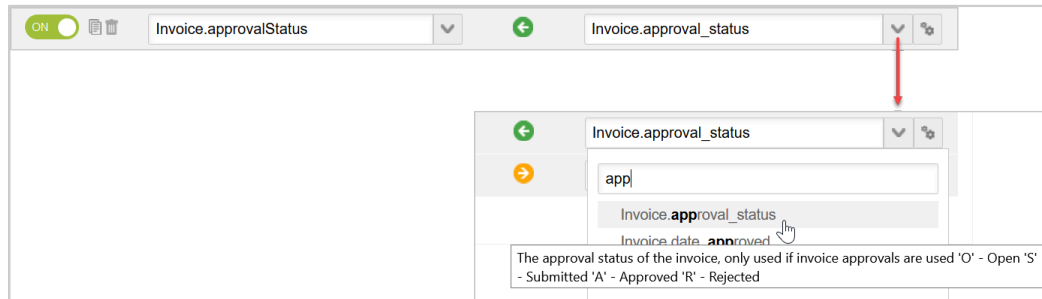 ON Invoice.approvalStatus Invoice.approval_status
Invoice.approval_status
app
Invoice.approval_status
Invoice.date_approved
The approval status of the invoice, only used if invoice approvals are used 'O' - Open 'S'
- Submitted 'A' - Approved 'R' - Rejected